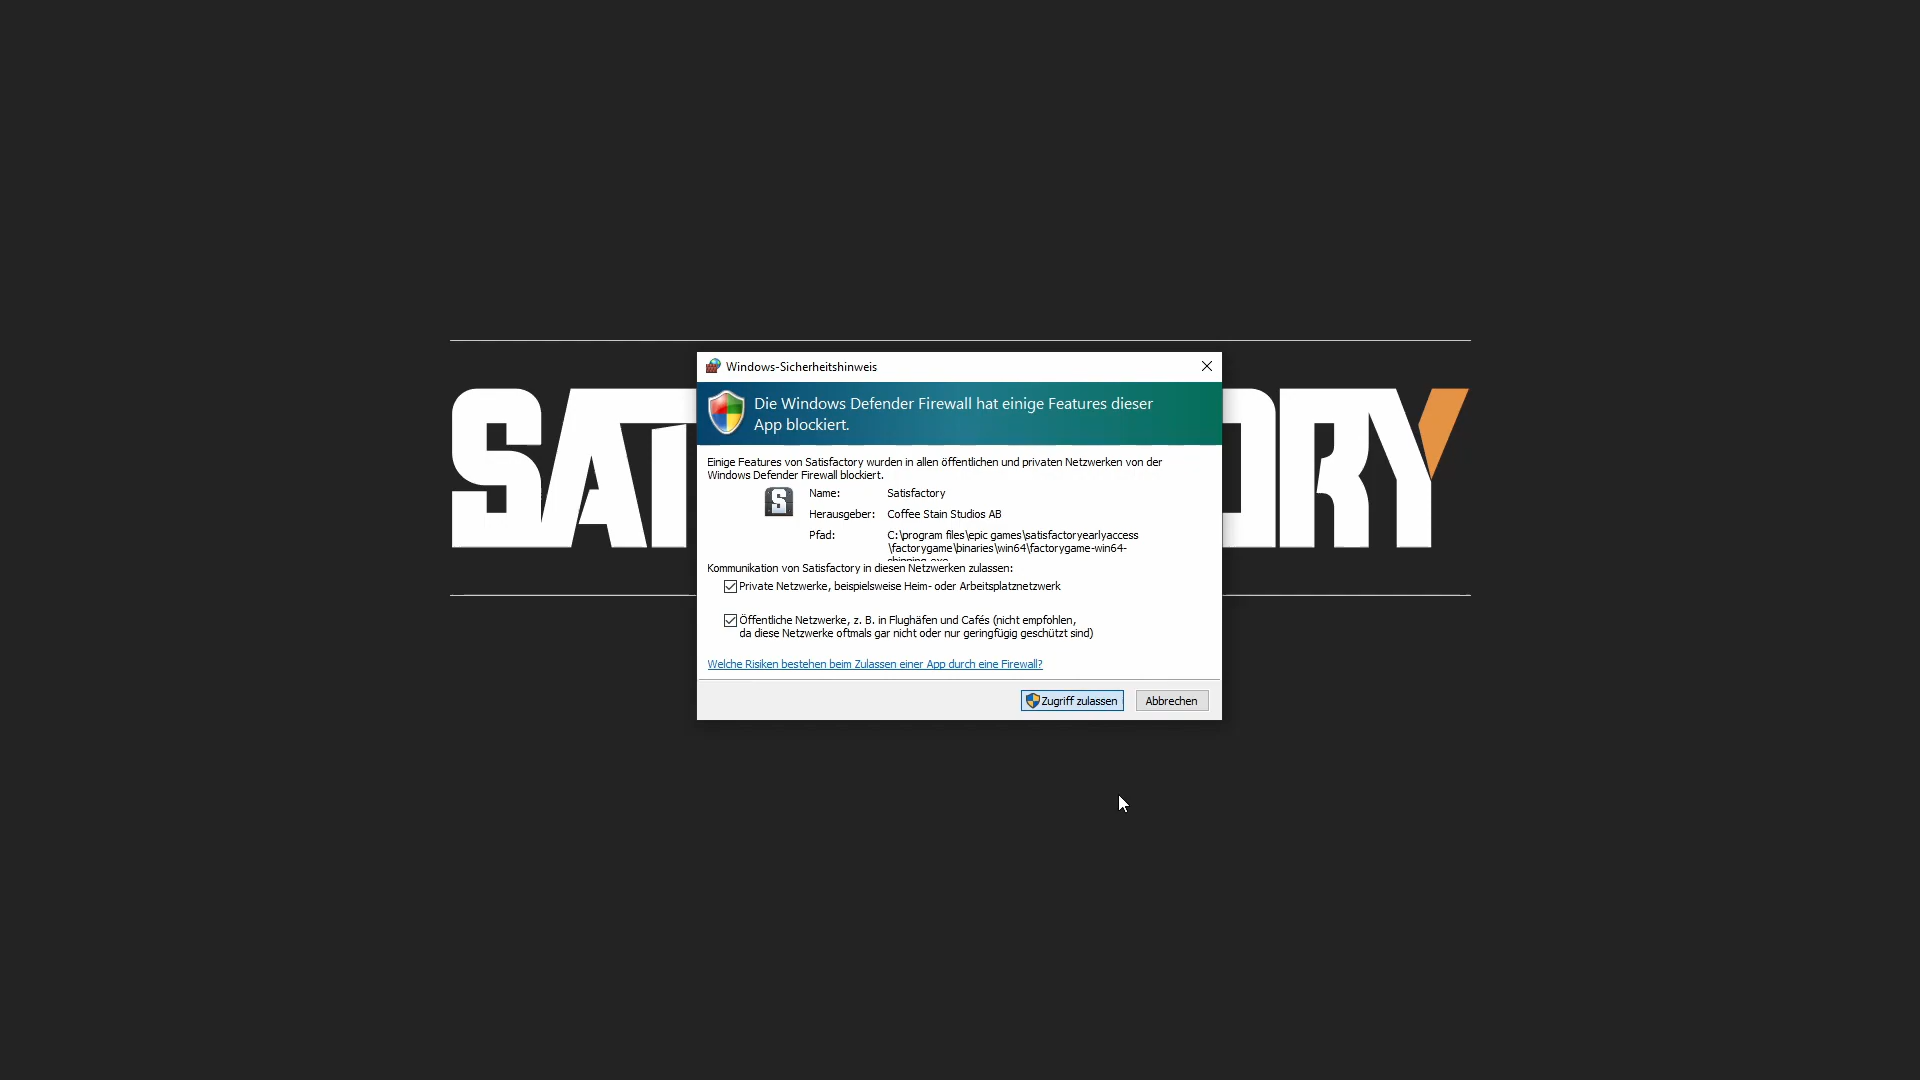 Windows-Sicherheitshinweis
Die Windows Defender Firewall hat einige Features dieser
App blockiert.
Einige Features von Satisfactory wurden in allen öffentlichen und privaten Netzwerken von der
Windows Defender Firewall blockiert.
Name: Satisfactory
Herausgeber: Coffee Stain Studios AB
Pfad: C:\program files\epic games\satisfactoryearlyaccess
\factorygame\binaries\win64\factorygame-win64-
Kommunikation von Satisfactory in diesen Netzwerken zulassen:
Private Netzwerke, beispielsweise Heim- oder Arbeitsplatznetzwerk
Öffentliche Netzwerke, z. B. in Flughäfen und Cafés (nicht empfohlen,
da diese Netzwerke oftmals gar nicht oder nur geringfügig geschützt sind)
Welche Risiken bestehen beim Zulassen einer App durch eine Firewall?
Zugriff zulassen Abbrechen